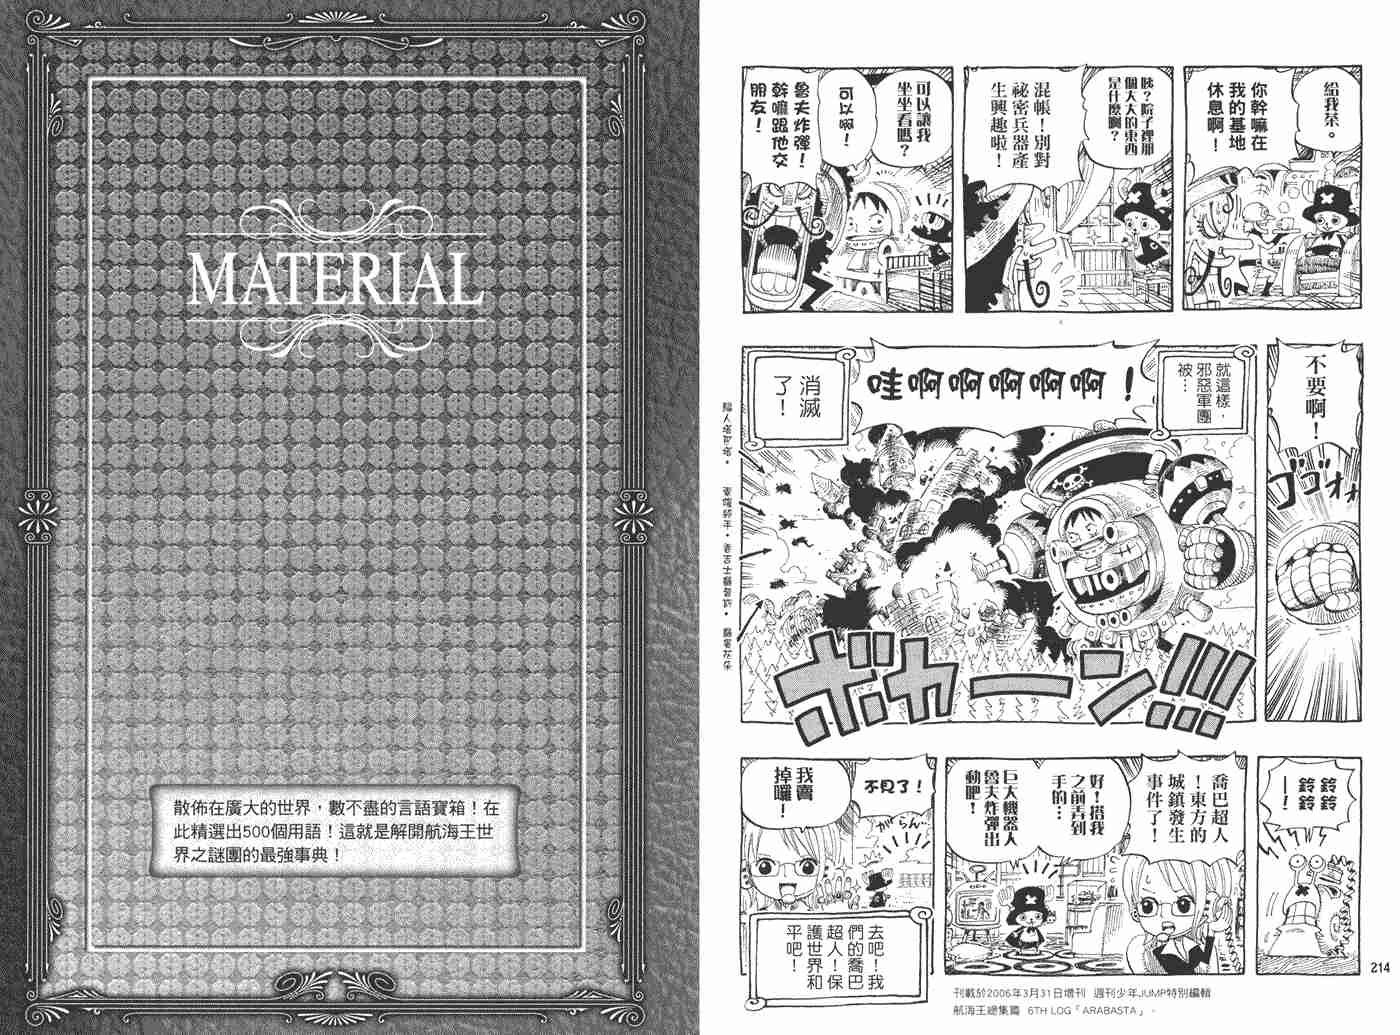 給我茶。
你幹嘛在
我的基地
休息啊！
咦？院子裡那
個大大的東西
是什麼啊？
混帳！別對
祕密兵器產
生興趣啦！
可以讓我
坐坐看嗎？
可以喲！
魯夫炸彈！
幹嘛跟他交
朋友！
不要啊！
ゴゴゴォォ
就這樣，
邪惡軍團
被…
哇啊啊啊啊啊！
消滅
了！
ボカーン!!!
鈴鈴
鈴鈴
—！
喬巴超人
！東方的
城鎮發生
事件了！
好！搭我
之前弄到
手的…
巨大機器人
魯夫炸彈出
動吧！
不見了！
がらん…
我賣
掉囉！
去吧！我
們的喬巴
超人！保
護世界和
平吧！
214
刊載於2006年3月31日增刊　週刊少年JUMP特別編輯
航海王總集篇　6TH LOG「ARABASTA」。
MATERIAL
散佈在廣大的世界，數不盡的言語寶箱！在
此精選出500個用語！這就是解開航海王世
界之謎團的最強事典！